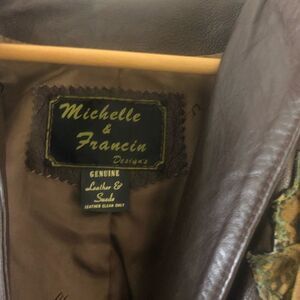 Michelle
&
Francin
Designs
GENUINE
Leather &
Suede
LEATHER CLEAN ONLY